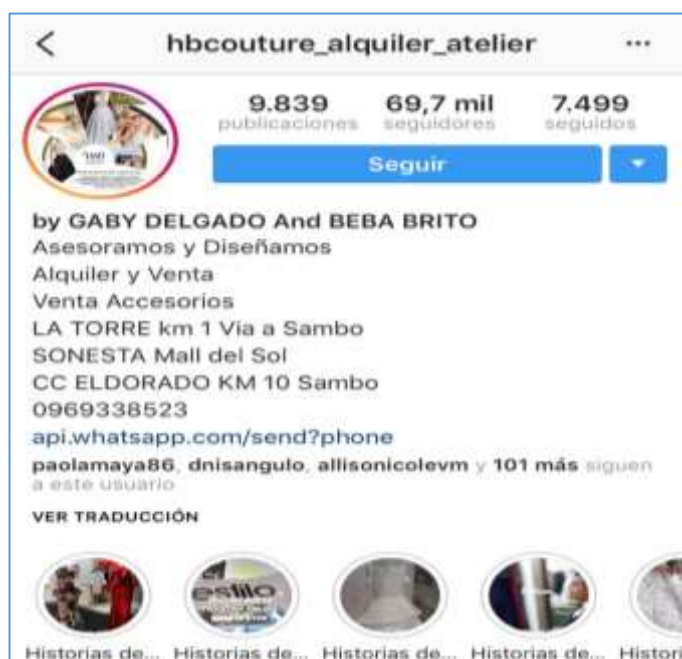 hbcouture_alquiler_atelier
9.839 69,7 mil 7.499
publicaciones seguidores seguidos
Seguir
by GABY DELGADO And BEBA BRITO
Asesoramos y Diseñamos
Alquiler y Venta
Venta Accesorios
LA TORRE km 1 Via a Sambo
SONESTA Mall del Sol
CC ELDORADO KM 10 Sambo
0969338523
api.whatsapp.com/send?phone
paolamaya86, dnisangulo, allisonicolevm y 101 más siguen
a este usuario
VER TRADUCCIÓN
estilo
Historias de... Historias de... Historias de... Historias de... Histori